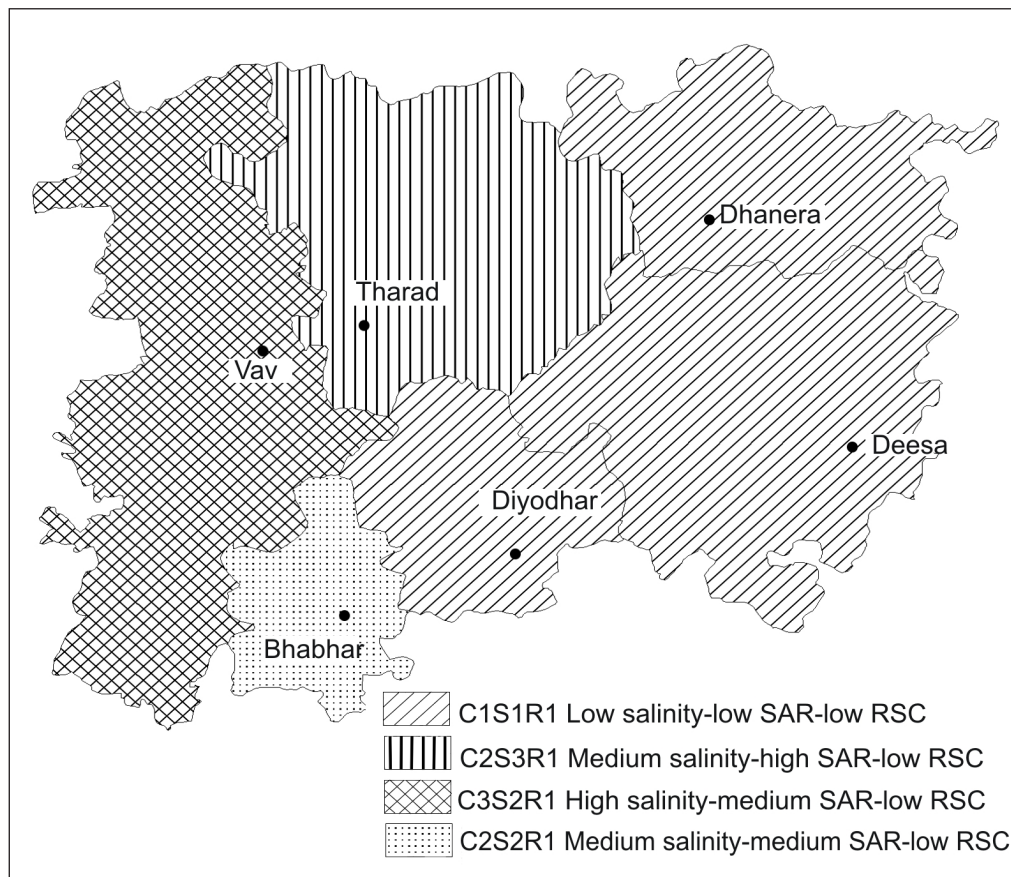 Dhanera
Tharad
Vav
Deesa
Diyodhar
Bhabhar
C1S1R1 Low salinity-low SAR-low RSC
C2S3R1 Medium salinity-high SAR-low RSC
C3S2R1 High salinity-medium SAR-low RSC
C2S2R1 Medium salinity-medium SAR-low RSC